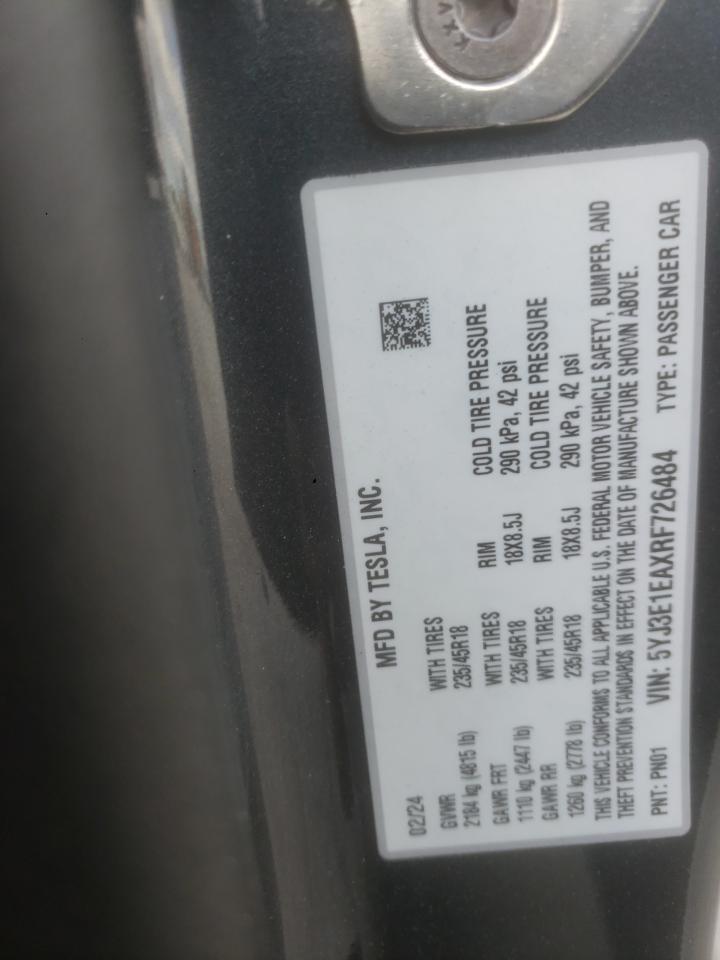 MFD BY TESLA, INC.
02/24
GVWR WITH TIRES
2184 kg (4815 lb) 235/45R18 COLD TIRE PRESSURE
GAWR FRT WITH TIRES RIM 290 kPa, 42 psi
1110 kg (2447 lb) 235/45R18 18X8.5J COLD TIRE PRESSURE
GAWR RR WITH TIRES RIM
1260 kg (2778 lb) 235/45R18 18X8.5J 290 kPa, 42 psi
THIS VEHICLE CONFORMS TO ALL APPLICABLE U.S. FEDERAL MOTOR VEHICLE SAFETY, BUMPER, AND
THEFT PREVENTION STANDARDS IN EFFECT ON THE DATE OF MANUFACTURE SHOWN ABOVE.
PNT: PN01 VIN: 5YJ3E1EAXRF726484 TYPE: PASSENGER CAR